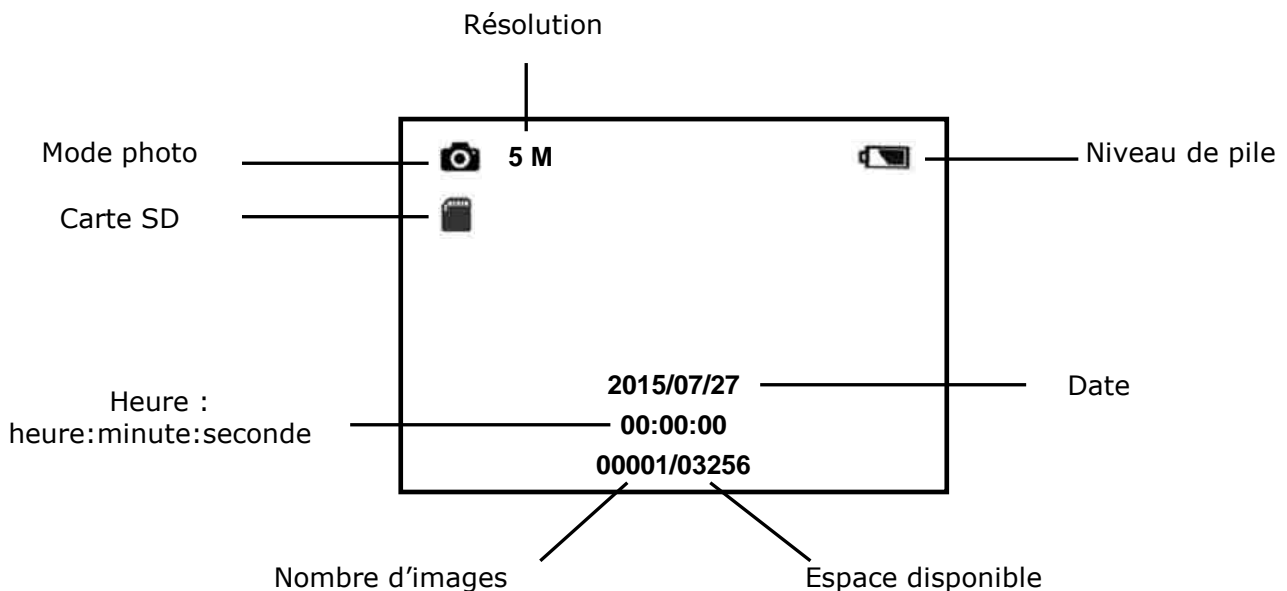 Résolution
Mode photo
5 M
Niveau de pile
Carte SD
2015/07/27
Date
Heure :
heure:minute:seconde
00:00:00
00001/03256
Nombre d’images
Espace disponible